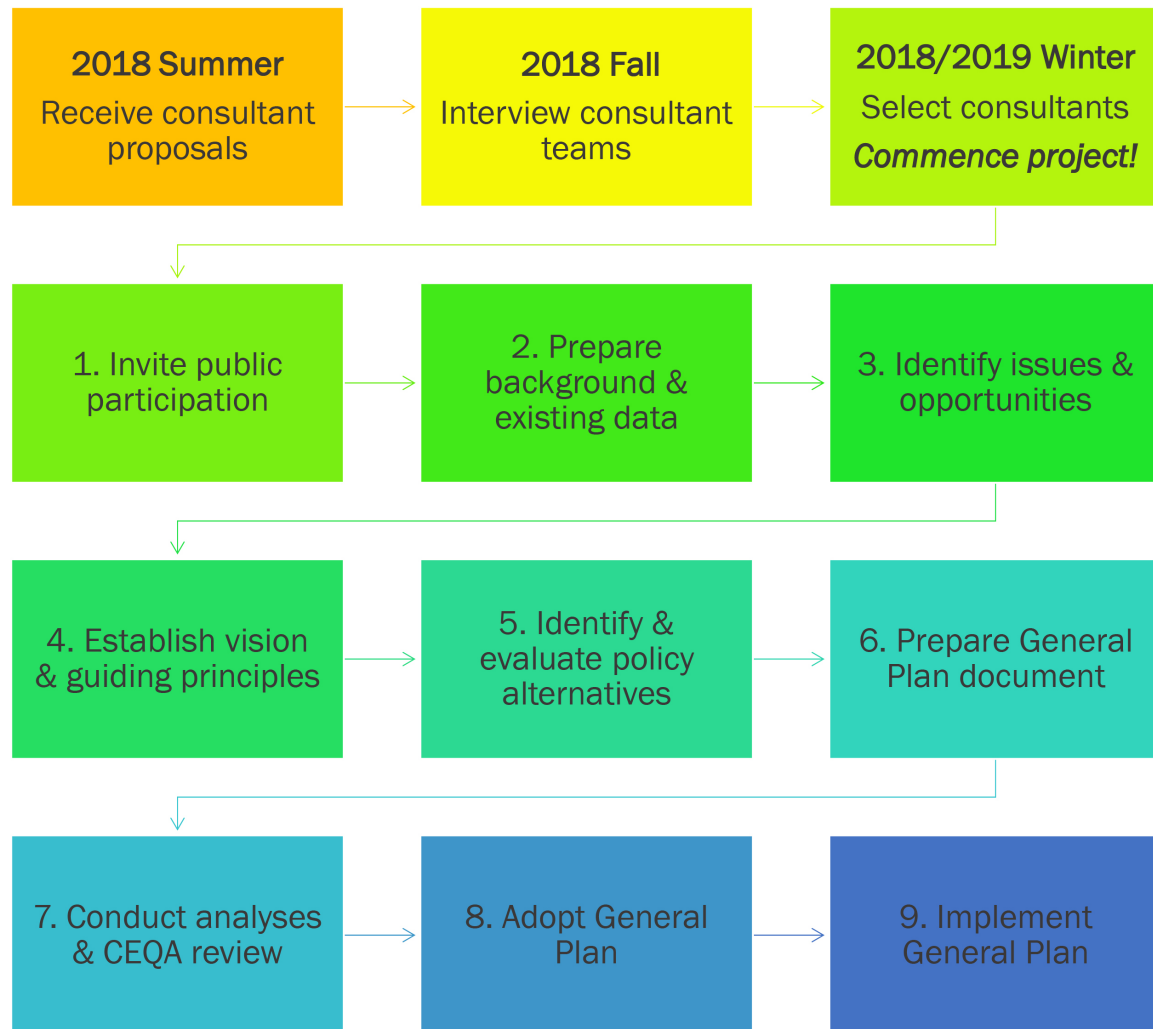 2018 Summer
Receive consultant
proposals
2018 Fall
Interview consultant
teams
2018/2019 Winter
Select consultants
Commence project!
1. Invite public
participation
2. Prepare
background &
existing data
3. Identify issues &
opportunities
4. Establish vision
& guiding principles
5. Identify &
evaluate policy
alternatives
6. Prepare General
Plan document
7. Conduct analyses
& CEQA review
8. Adopt General
Plan
9. Implement
General Plan